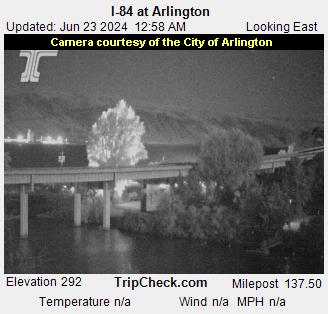 I-84 at Arlington
Updated: Jun 23 2024 12:58 AM Looking East
Camera courtesy of the City of Arlington
Elevation 292 TripCheck.com Milepost 137.50
Temperature n/a Wind n/a MPH n/a